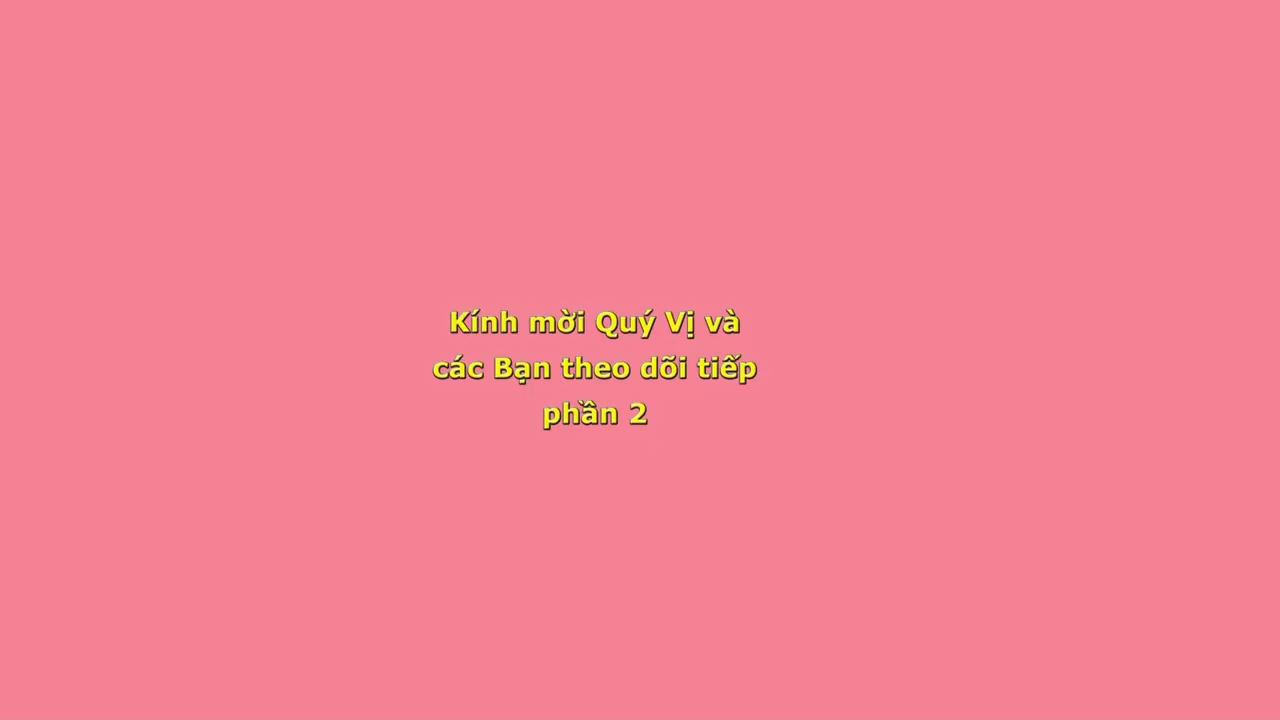 Kính mời Quý Vị và
các Bạn theo dõi tiếp
phần 2